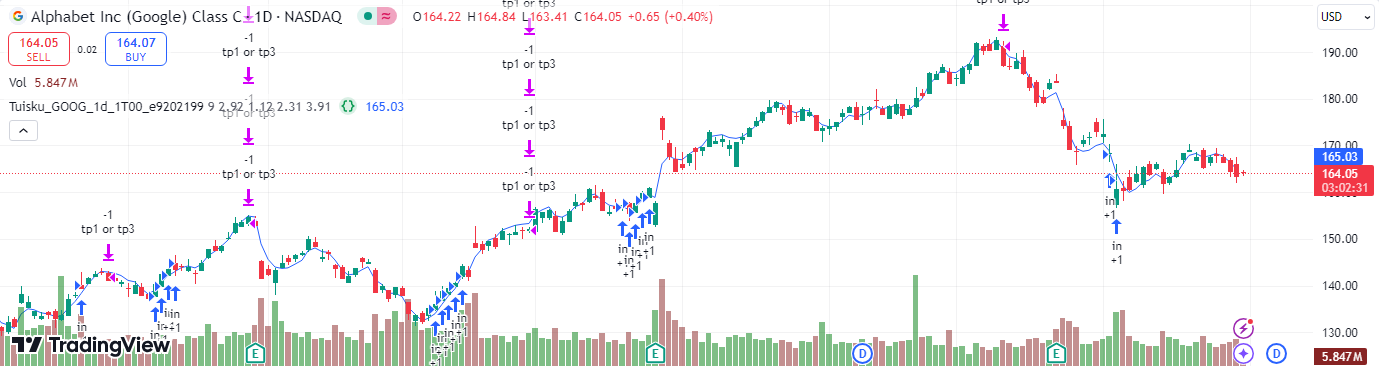 Alphabet Inc (Google) Class C · 1D · NASDAQ O164.22 H164.84 L163.41 C164.05 +0.65 (+0.40%)
USD
164.05
SELL
0.02
164.07
BUY
Vol 5.847M
Tuisku_GOOG_1d_1T00_e9202199 9 2.92 1.12 2.31 3.91 165.03
tp1 or tp3
-1
tp1 or tp3
-1
tp1 or tp3
-1
tp1 or tp3
-1
tp1 or tp3
tp1 or tp3
-1
tp1 or tp3
-1
tp1 or tp3
-1
tp1 or tp3
tp1 or tp3
190.00
180.00
170.00
165.03
164.05
03:02:31
150.00
140.00
130.00
5.847M
in
in
+1
in
+1
in
+1
in
+1
in
+1
in
+1
TradingView
E
E
D
E
D